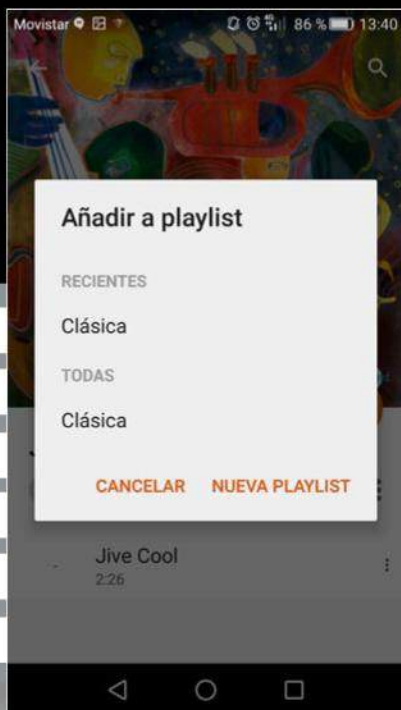 Movistar 86 % 13:40
Añadir a playlist
RECIENTES
Clásica
TODAS
Clásica
CANCELAR NUEVA PLAYLIST
Jive Cool
2:26